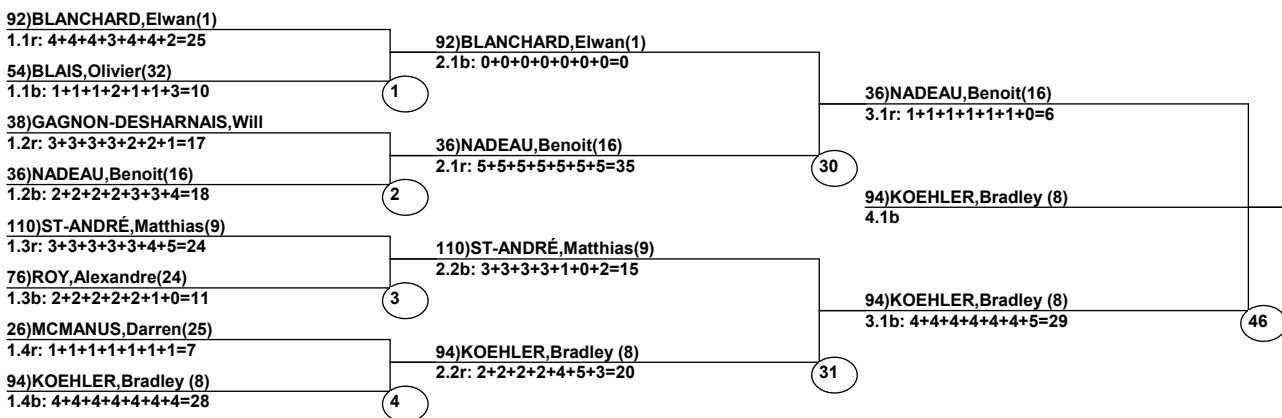 92)BLANCHARD,Elwan(1)
1.1r: 4+4+4+3+4+4+2=25
54)BLAIS,Olivier(32)
1.1b: 1+1+1+2+1+1+3=10
1
38)GAGNON-DESHARNAIS,Will
1.2r: 3+3+3+3+2+2+1=17
36)NADEAU,Benoit(16)
1.2b: 2+2+2+2+3+3+4=18
2
110)ST-ANDRÉ,Matthias(9)
1.3r: 3+3+3+3+3+4+5=24
76)ROY,Alexandre(24)
1.3b: 2+2+2+2+2+1+0=11
3
26)MCMANUS,Darren(25)
1.4r: 1+1+1+1+1+1+1=7
94)KOEHLER,Bradley (8)
1.4b: 4+4+4+4+4+4+4=28
4
92)BLANCHARD,Elwan(1)
2.1b: 0+0+0+0+0+0+0=0
36)NADEAU,Benoit(16)
2.1r: 5+5+5+5+5+5+5=35
30
110)ST-ANDRÉ,Matthias(9)
2.2b: 3+3+3+3+1+0+2=15
94)KOEHLER,Bradley (8)
2.2r: 2+2+2+2+4+5+3=20
31
36)NADEAU,Benoit(16)
3.1r: 1+1+1+1+1+1+0=6
94)KOEHLER,Bradley (8)
4.1b
94)KOEHLER,Bradley (8)
3.1b: 4+4+4+4+4+4+5=29
46